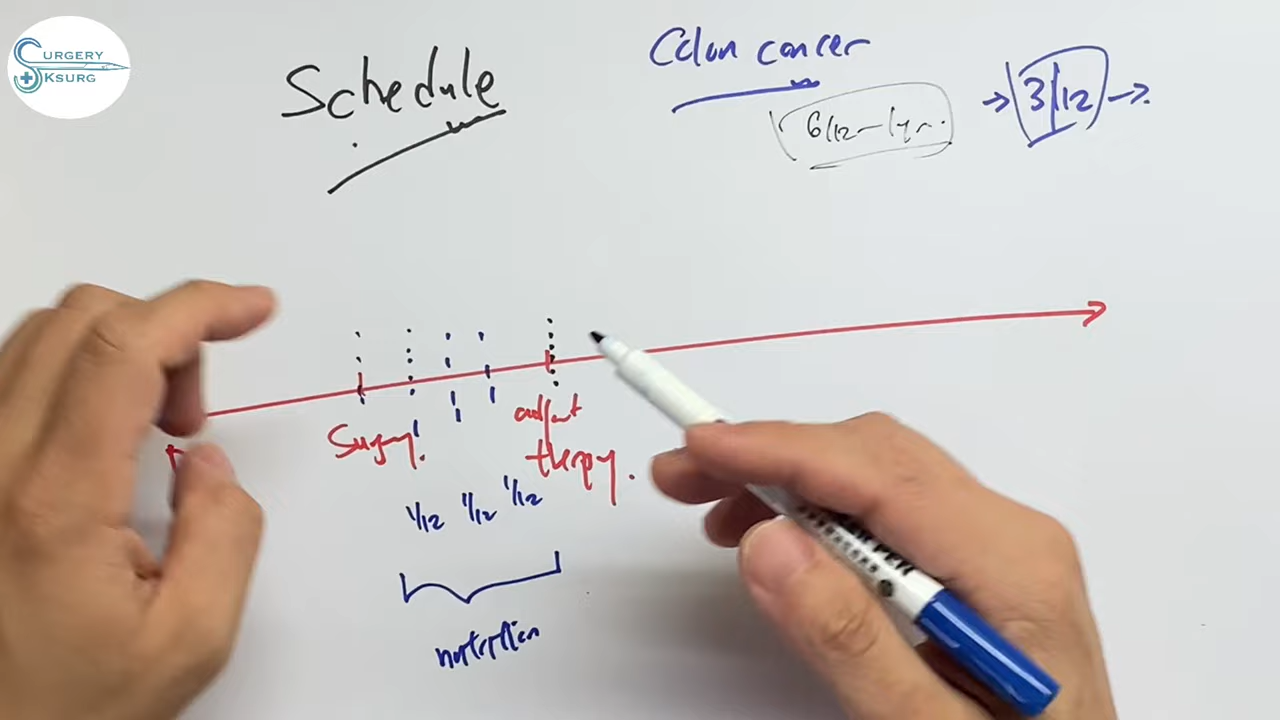 SURGERY
SKSURG
Schedule
Colon cancer
6/12 - 1yr.
3/12
Surgery.
adjuvant
therapy.
1/12 1/12 1/12
nutrition